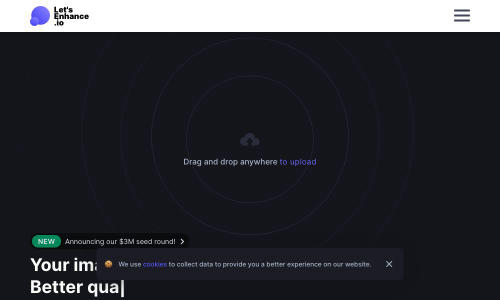 Let's
Enhance
.io
Drag and drop anywhere to upload
NEW Announcing our $3M seed round!
Your
We use cookies to collect data to provide you a better experience on our website.
Better qua